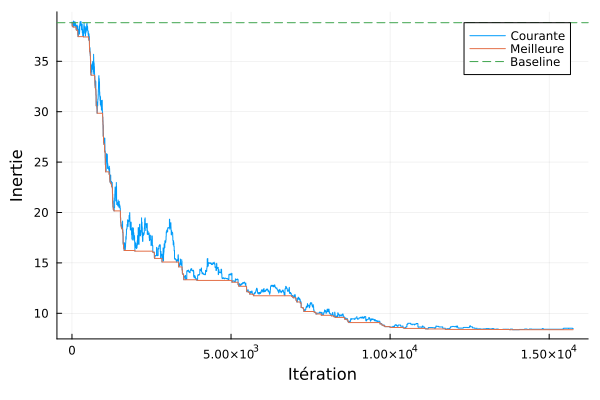 Courante
Meilleure
Baseline
Inertie
35
30
25
20
15
10
0
5.00×10³
1.00×10⁴
1.50×10⁴
Itération